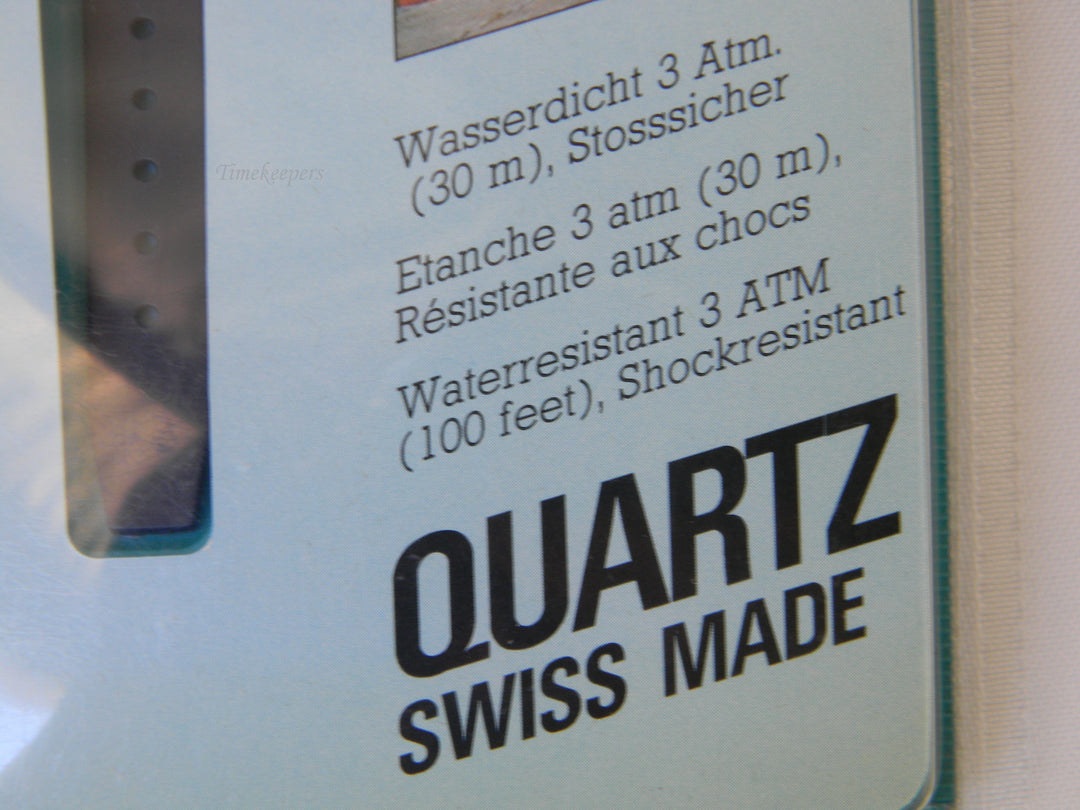 Wasserdicht 3 Atm.
(30 m), Stosssicher
Etanche 3 atm (30 m),
Résistante aux chocs
Waterresistant 3 ATM
(100 feet), Shockresistant
QUARTZ
SWISS MADE
Timekeepers